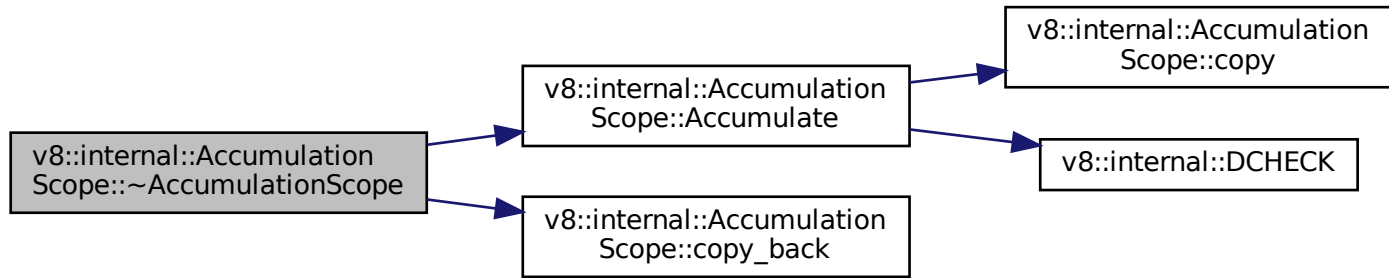 v8::internal::Accumulation
Scope::~AccumulationScope
v8::internal::Accumulation
Scope::Accumulate
v8::internal::Accumulation
Scope::copy
v8::internal::DCHECK
v8::internal::Accumulation
Scope::copy_back